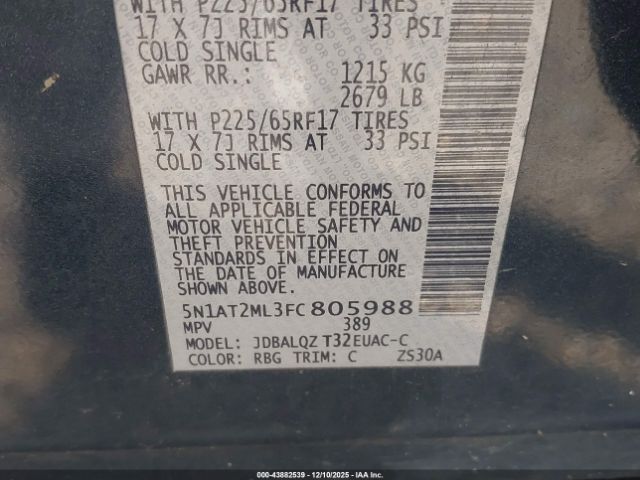 WITH P225/65RF17 TIRES
17 X 7J RIMS AT 33 PSI
COLD SINGLE
GAWR RR.: 1215 KG
2679 LB
WITH P225/65RF17 TIRES
17 X 7J RIMS AT 33 PSI
COLD SINGLE
THIS VEHICLE CONFORMS TO
ALL APPLICABLE FEDERAL
MOTOR VEHICLE SAFETY AND
THEFT PREVENTION
STANDARDS IN EFFECT ON
THE DATE OF MANUFACTURE
SHOWN ABOVE.
5N1AT2ML3FC805988
MPV 389
MODEL: JDBALQZ T32EUAC-C
COLOR: RBG TRIM: C ZS30A
000-43882539 - 12/10/2025 - IAA Inc.